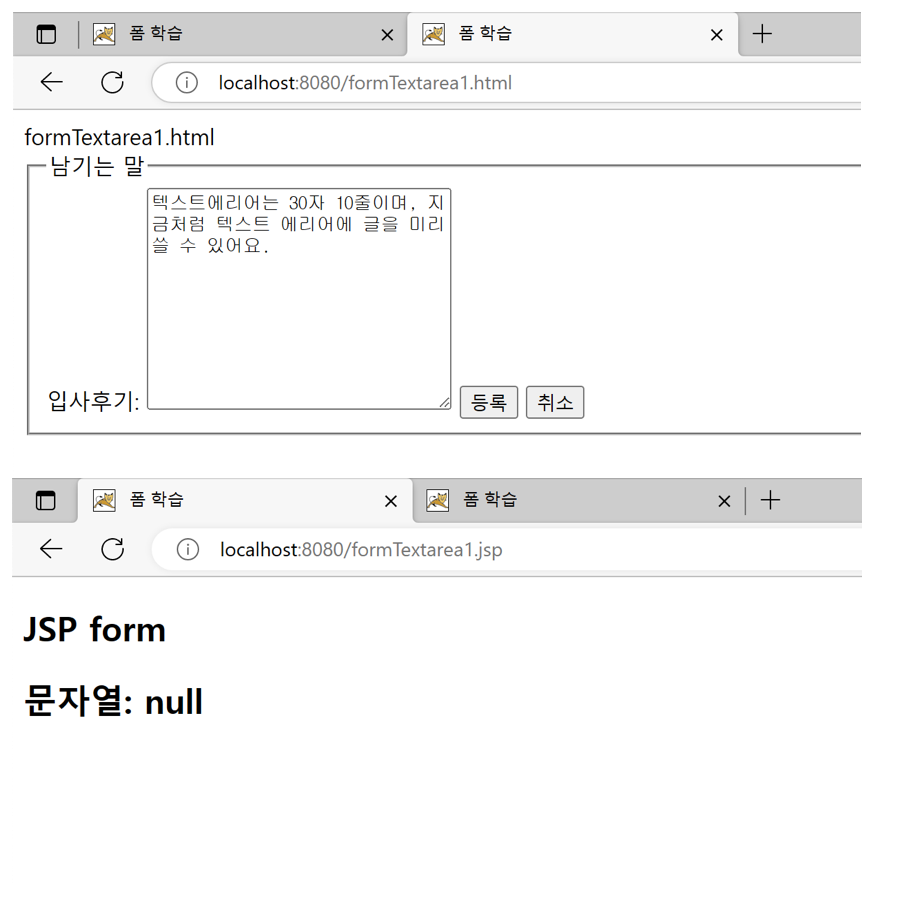 폼 학습
폼 학습
localhost:8080/formTextarea1.html
formTextarea1.html
남기는 말
텍스트에리어는 30자 10줄이며, 지
금처럼 텍스트 에리어에 글을 미리
쓸 수 있어요.
입사후기:
등록
취소
폼 학습
폼 학습
localhost:8080/formTextarea1.jsp
JSP form
문자열: null